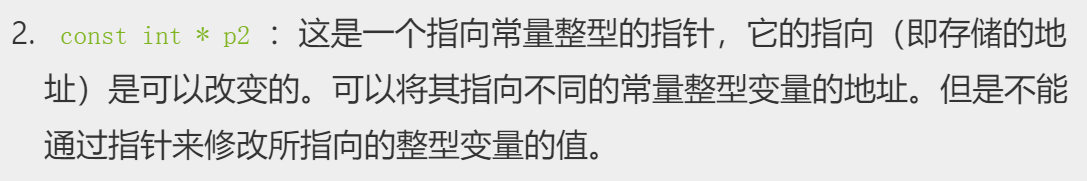 2. const int * p2 ：这是一个指向常量整型的指针，它的指向（即存储的地
址）是可以改变的。可以将其指向不同的常量整型变量的地址。但是不能
通过指针来修改所指向的整型变量的值。